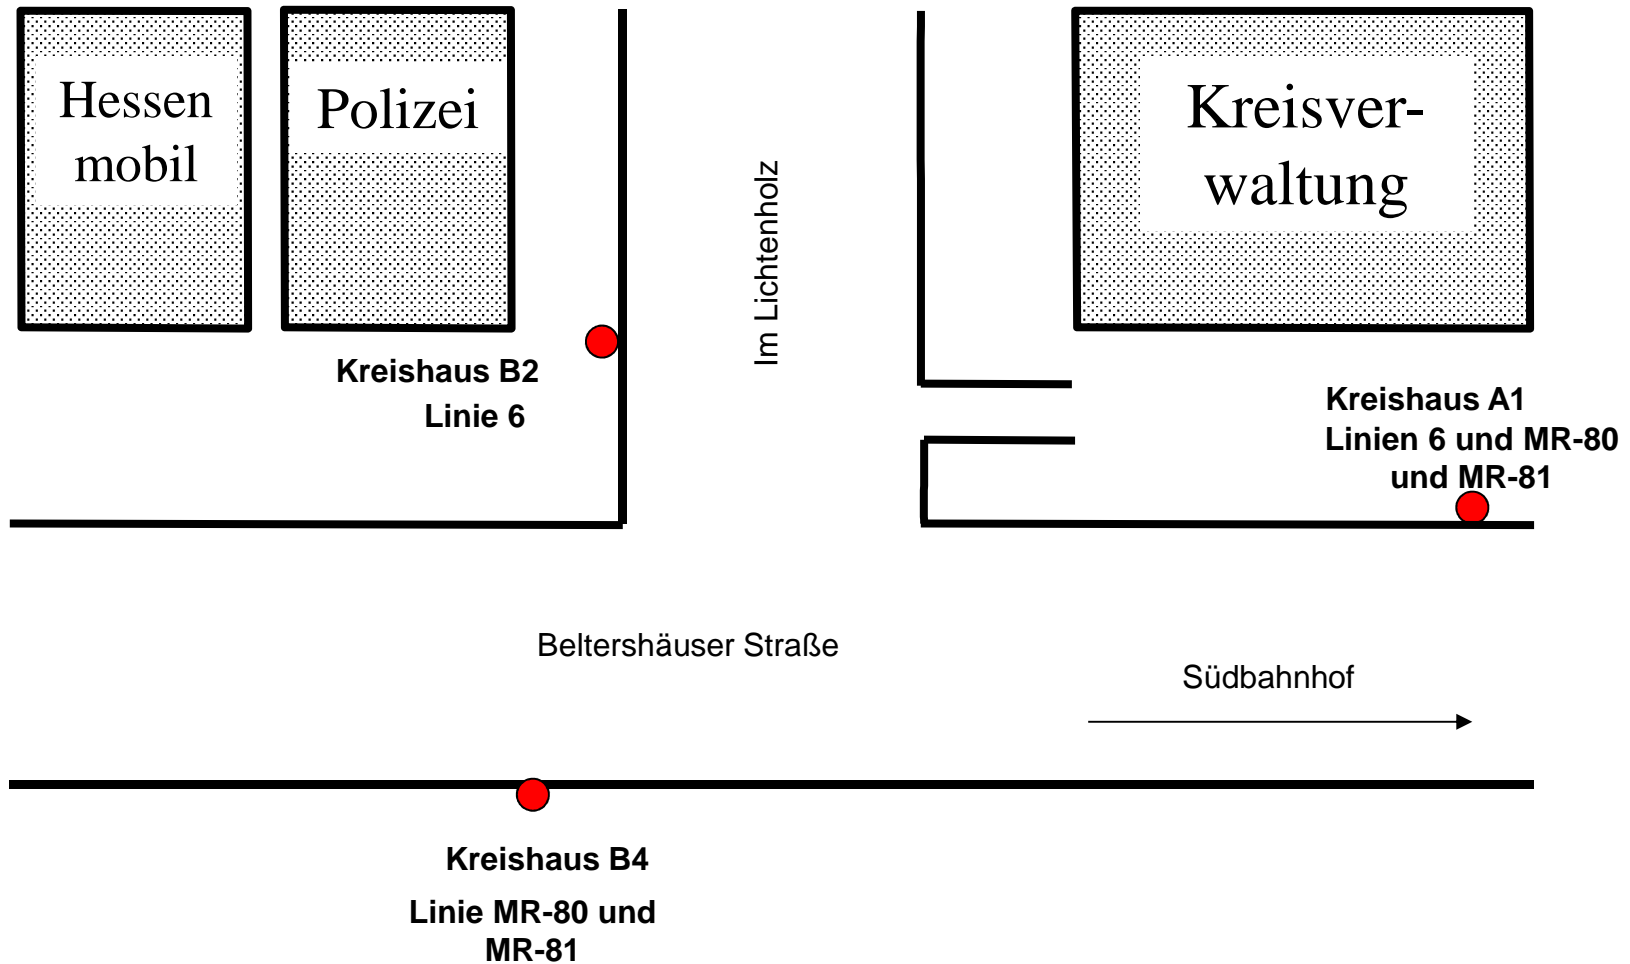 Hessen
mobil
Polizei
Kreisver-
waltung
Im Lichtenholz
Kreishaus B2
Linie 6
Kreishaus A1
Linien 6 und MR-80
und MR-81
Beltershäuser Straße
Südbahnhof
Kreishaus B4
Linie MR-80 und
MR-81